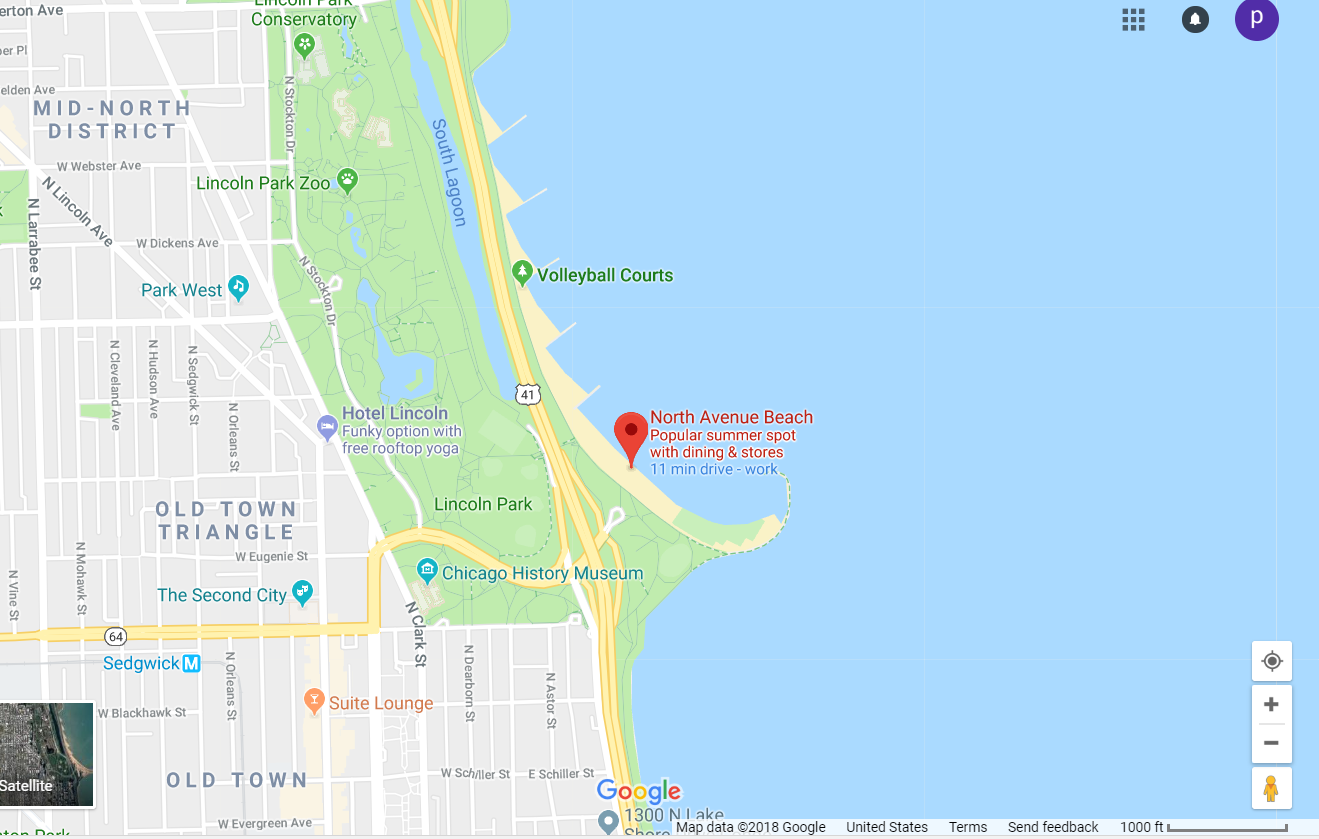 Lincoln Park
Conservatory
erton Ave
p
per Pl
elden Ave
MID-NORTH
DISTRICT
N Stockton Dr
South Lagoon
W Webster Ave
Lincoln Park Zoo
N Lincoln Ave
k
N Larrabee St
W Dickens Ave
N Stockton Dr
Volleyball Courts
Park West
N Cleveland Ave
N Hudson Ave
N Sedgwick St
N Orleans St
41
Hotel Lincoln
Funky option with
free rooftop yoga
North Avenue Beach
Popular summer spot
with dining & stores
11 min drive - work
Lincoln Park
OLD TOWN
TRIANGLE
W Eugenie St
N Vine St
N Mohawk St
Chicago History Museum
The Second City
64
N Clark St
Sedgwick M
N Orleans St
N Dearborn St
N Astor St
Suite Lounge
W Blackhawk St
Satellite
OLD TOWN
W Schiller St
E Schiller St
Google
1300 N Lake
Shore
W Evergreen Ave
ton Park
Map data ©2018 Google United States Terms Send feedback 1000 ft